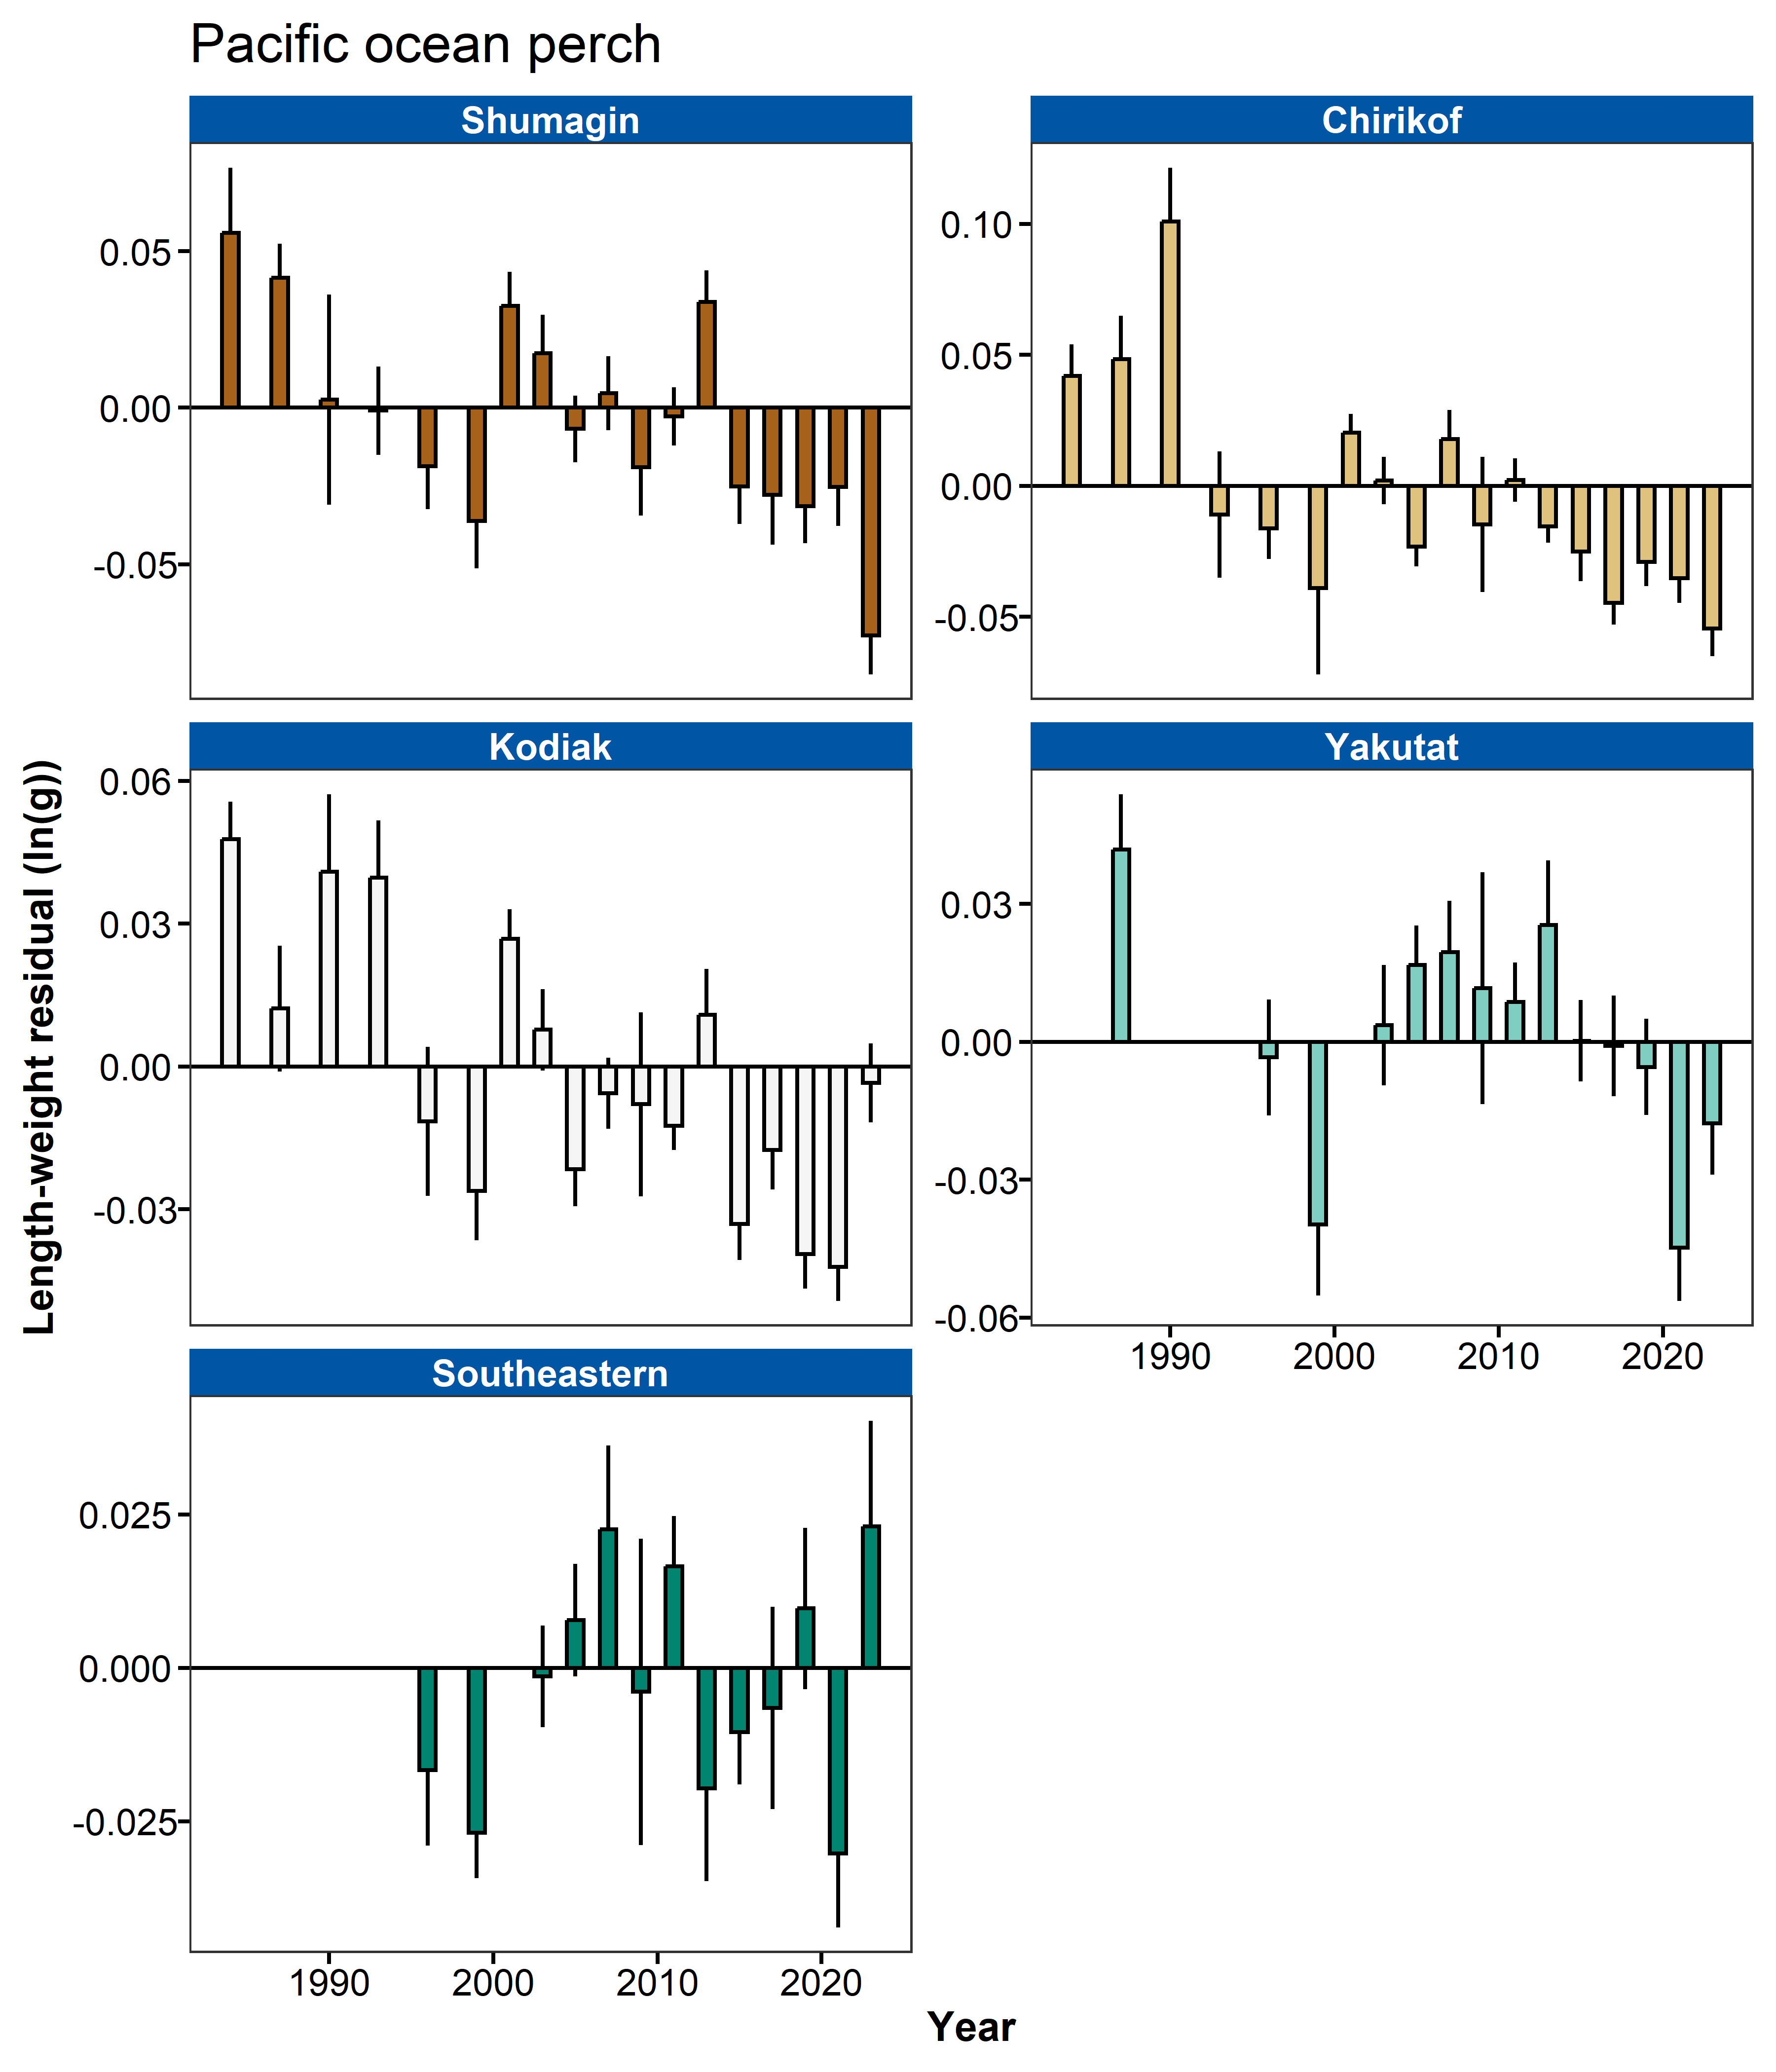 Pacific ocean perch
Shumagin
Chirikof
0.05
0.00
-0.05
0.10
0.05
0.00
-0.05
Kodiak
Yakutat
0.06
0.03
0.00
-0.03
0.03
0.00
-0.03
-0.06
1990 2000 2010 2020
Southeastern
0.025
0.000
-0.025
1990 2000 2010 2020
Length-weight residual (ln(g))
Year